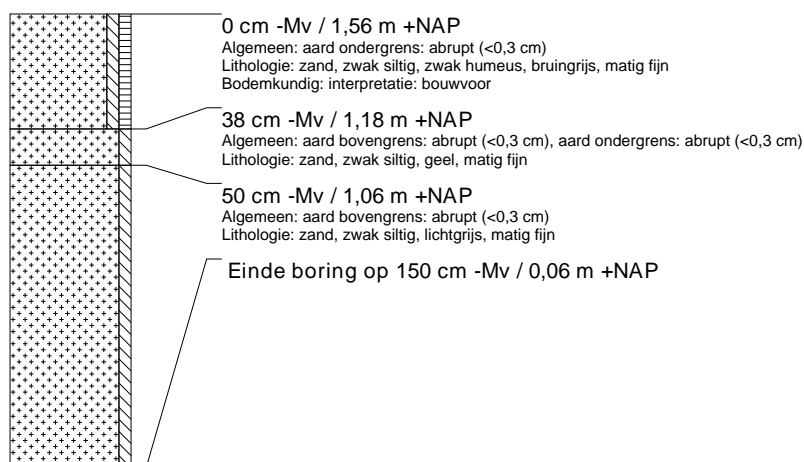 0 cm -Mv / 1,56 m +NAP
Algemeen: aard ondergrens: abrupt (<0,3 cm)
Lithologie: zand, zwak siltig, zwak humeus, bruingrijs, matig fijn
Bodemkundig: interpretatie: bouwvoor
38 cm -Mv / 1,18 m +NAP
Algemeen: aard bovengrens: abrupt (<0,3 cm), aard ondergrens: abrupt (<0,3 cm)
Lithologie: zand, zwak siltig, geel, matig fijn
50 cm -Mv / 1,06 m +NAP
Algemeen: aard bovengrens: abrupt (<0,3 cm)
Lithologie: zand, zwak siltig, lichtgrijs, matig fijn
Einde boring op 150 cm -Mv / 0,06 m +NAP